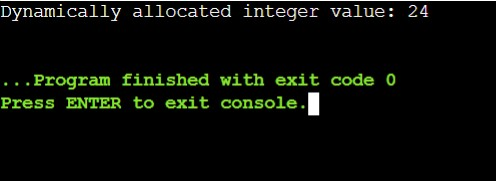 Dynamically allocated integer value: 24
...Program finished with exit code 0
Press ENTER to exit console.